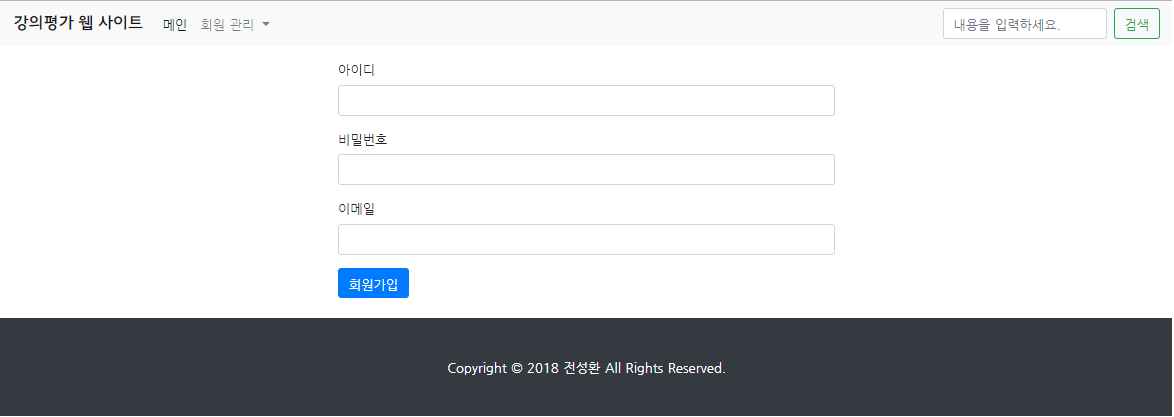 강의평가 웹 사이트 메인 회원 관리 내용을 입력하세요. 검색
아이디
비밀번호
이메일
회원가입
Copyright © 2018 전성환 All Rights Reserved.